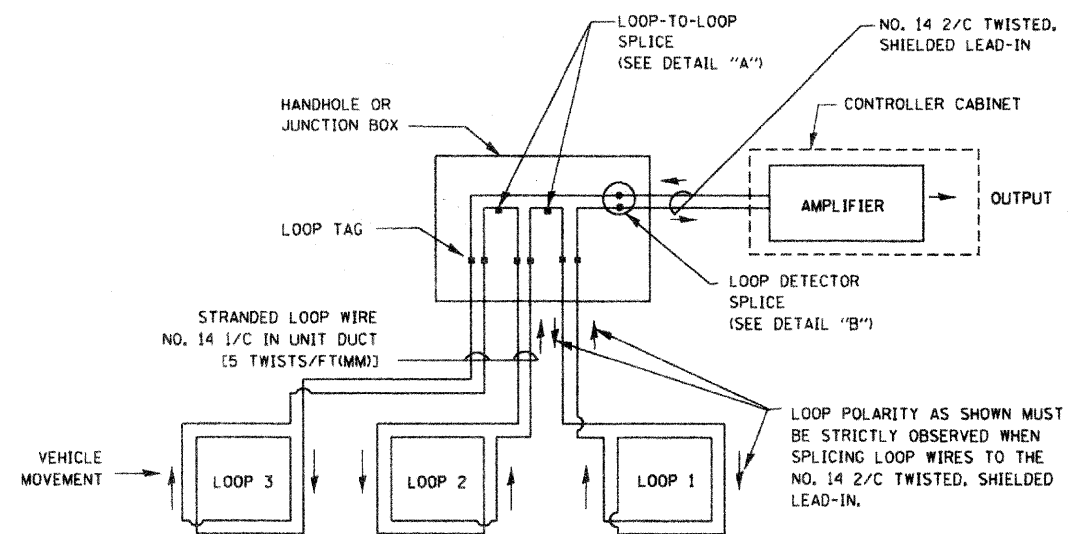 LOOP-TO-LOOP
SPLICE
(SEE DETAIL "A")
NO. 14 2/C TWISTED,
SHIELDED LEAD-IN
HANDHOLE OR
JUNCTION BOX
CONTROLLER CABINET
AMPLIFIER
OUTPUT
LOOP TAG
LOOP DETECTOR
SPLICE
(SEE DETAIL "B")
STRANDED LOOP WIRE
NO. 14 1/C IN UNIT DUCT
[5 TWISTS/FT(MM)]
LOOP POLARITY AS SHOWN MUST
BE STRICTLY OBSERVED WHEN
SPLICING LOOP WIRES TO THE
NO. 14 2/C TWISTED, SHIELDED
LEAD-IN.
VEHICLE
MOVEMENT
LOOP 3
LOOP 2
LOOP 1